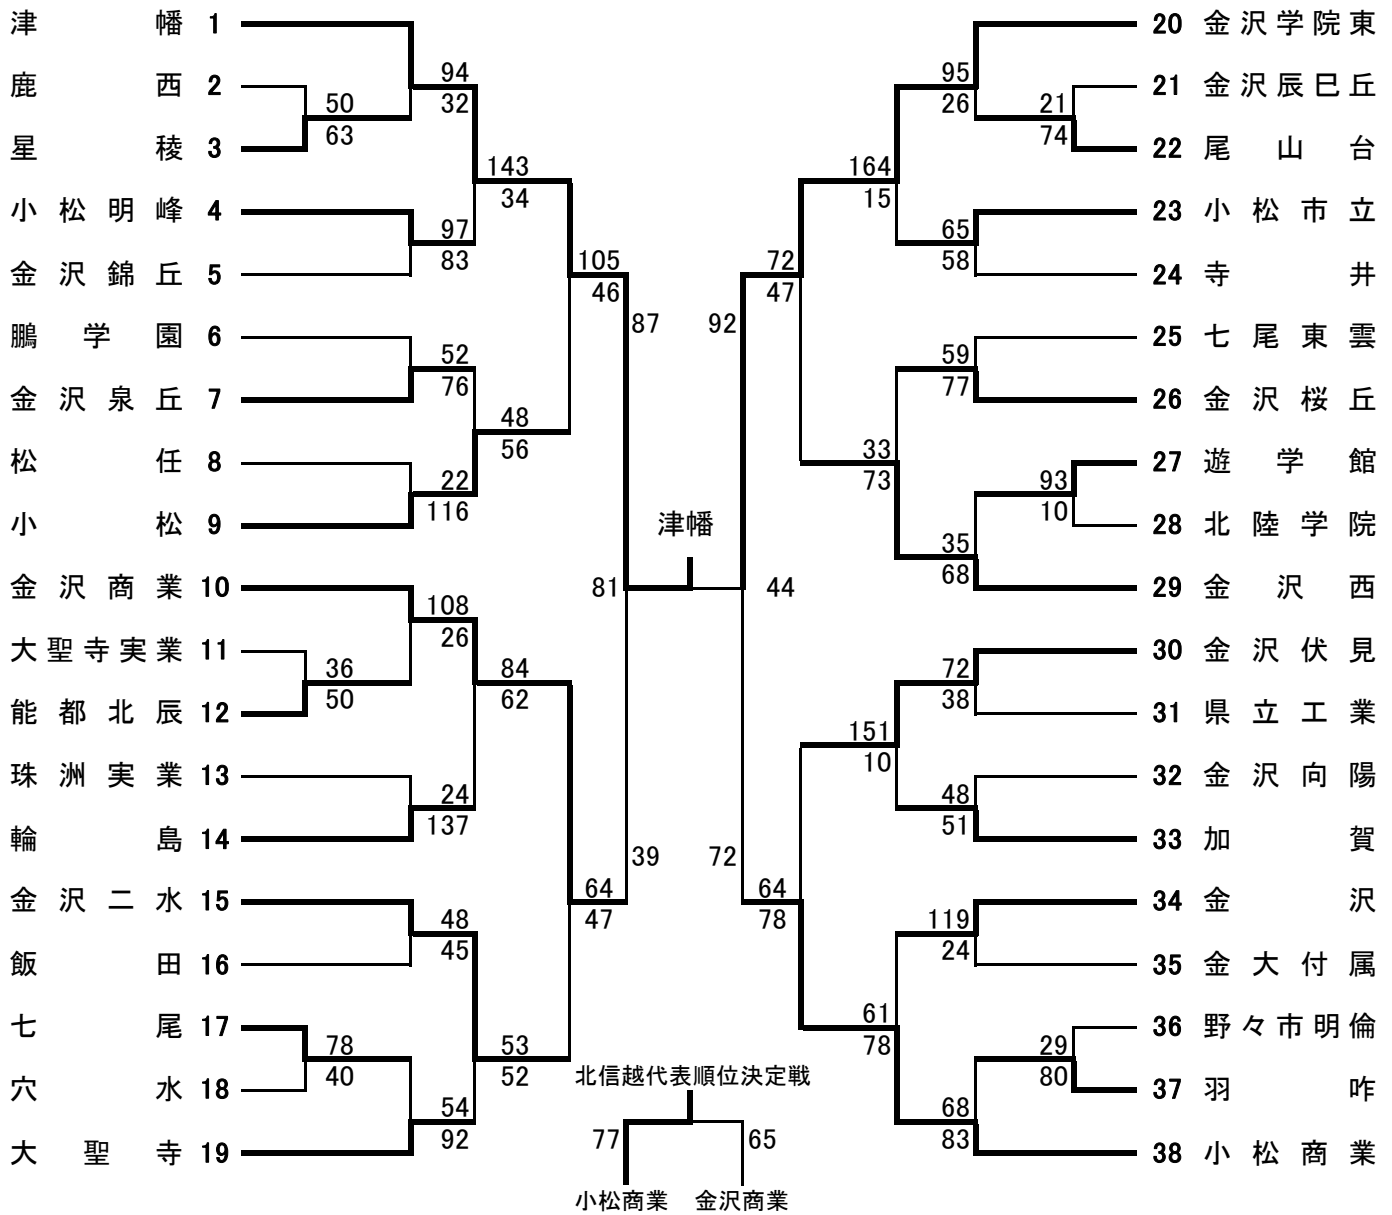 津幡 1
鹿西 2
星稜 3
小松明峰 4
金沢錦丘 5
鵬学園 6
金沢泉丘 7
松任 8
小松 9
金沢商業 10
大聖寺実業 11
能都北辰 12
珠洲実業 13
輪島 14
金沢二水 15
飯田 16
七尾 17
穴水 18
大聖寺 19
50
63
36
50
78
40
94
32
97
83
52
76
22
116
108
26
24
137
48
45
54
92
143
34
48
56
84
62
53
52
105
46
64
47
87
39
81
津幡
44
92
72
72
47
64
78
164
15
33
73
151
10
61
78
95
26
65
58
59
77
35
68
72
38
48
51
119
24
68
83
21
74
93
10
29
80
20 金沢学院東
21 金沢辰巳丘
22 尾山台
23 小松市立
24 寺井
25 七尾東雲
26 金沢桜丘
27 遊学館
28 北陸学院
29 金沢西
30 金沢伏見
31 県立工業
32 金沢向陽
33 加賀
34 金沢
35 金大付属
36 野々市明倫
37 羽咋
38 小松商業
北信越代表順位決定戦
77 65
小松商業 金沢商業